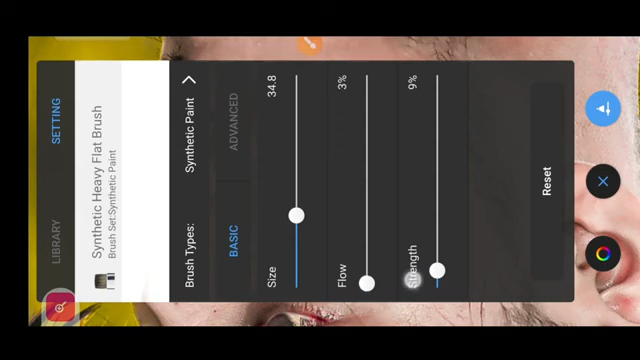 LIBRARY
SETTING
Synthetic Heavy Flat Brush
Brush Set:Synthetic Paint
Brush Types:
Synthetic Paint
BASIC
ADVANCED
Size
34.8
Flow
3%
Strength
9%
Reset